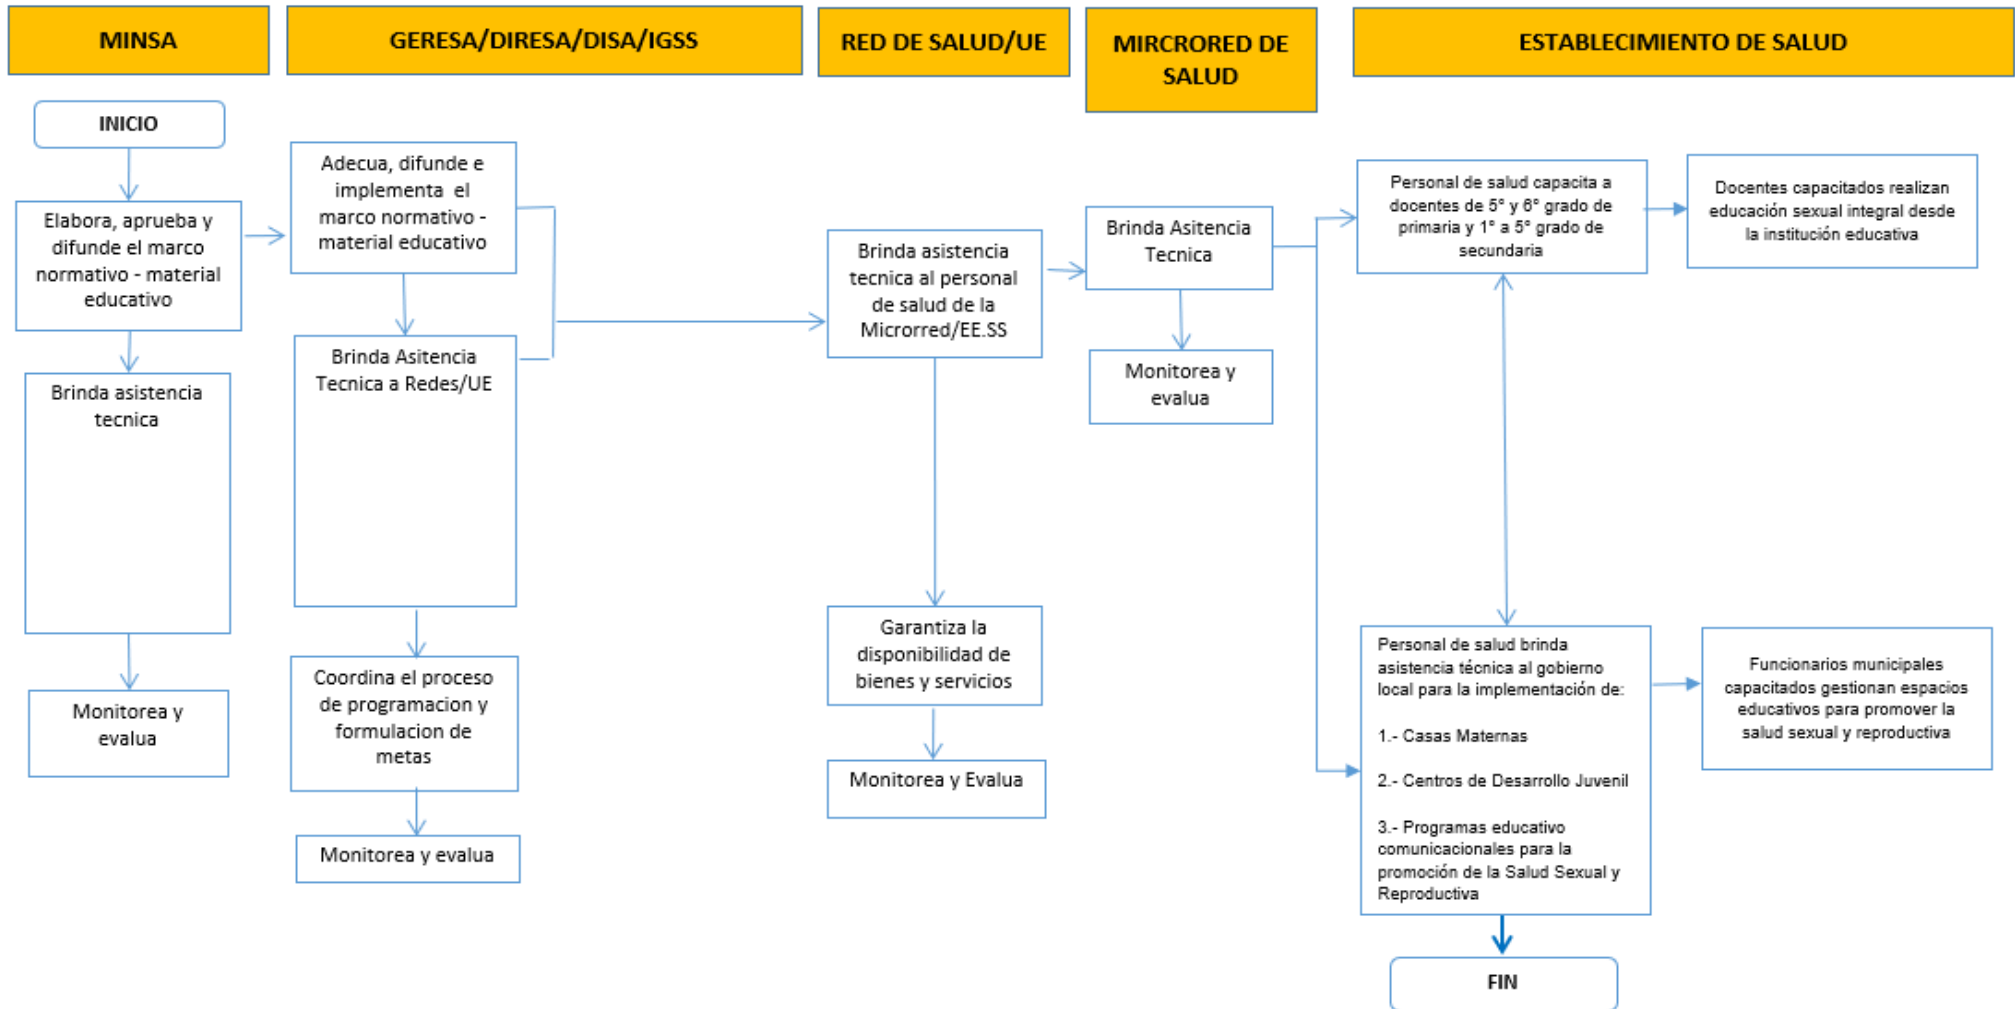 MINSA
GERESA/DIRESA/DISA/IGSS
RED DE SALUD/UE
MIRCRORED DE
SALUD
ESTABLECIMIENTO DE SALUD
INICIO
Elabora, aprueba y
difunde el marco
normativo - material
educativo
Brinda asistencia
tecnica
Monitorea y
evalua
Adecua, difunde e
implementa el
marco normativo -
material educativo
Brinda Asitencia
Tecnica a Redes/UE
Coordina el proceso
de programacion y
formulacion de
metas
Monitorea y evalua
Brinda asistencia
tecnica al personal
de salud de la
Microrred/EE.SS
Garantiza la
disponibilidad de
bienes y servicios
Monitorea y Evalua
Brinda Asitencia
Tecnica
Monitorea y
evalua
Personal de salud capacita a
docentes de 5° y 6° grado de
primaria y 1° a 5° grado de
secundaria
Docentes capacitados realizan
educación sexual integral desde
la institución educativa
Personal de salud brinda
asistencia técnica al gobierno
local para la implementación de:
1.- Casas Maternas
2.- Centros de Desarrollo Juvenil
3.- Programas educativo
comunicacionales para la
promoción de la Salud Sexual y
Reproductiva
Funcionarios municipales
capacitados gestionan espacios
educativos para promover la
salud sexual y reproductiva
FIN